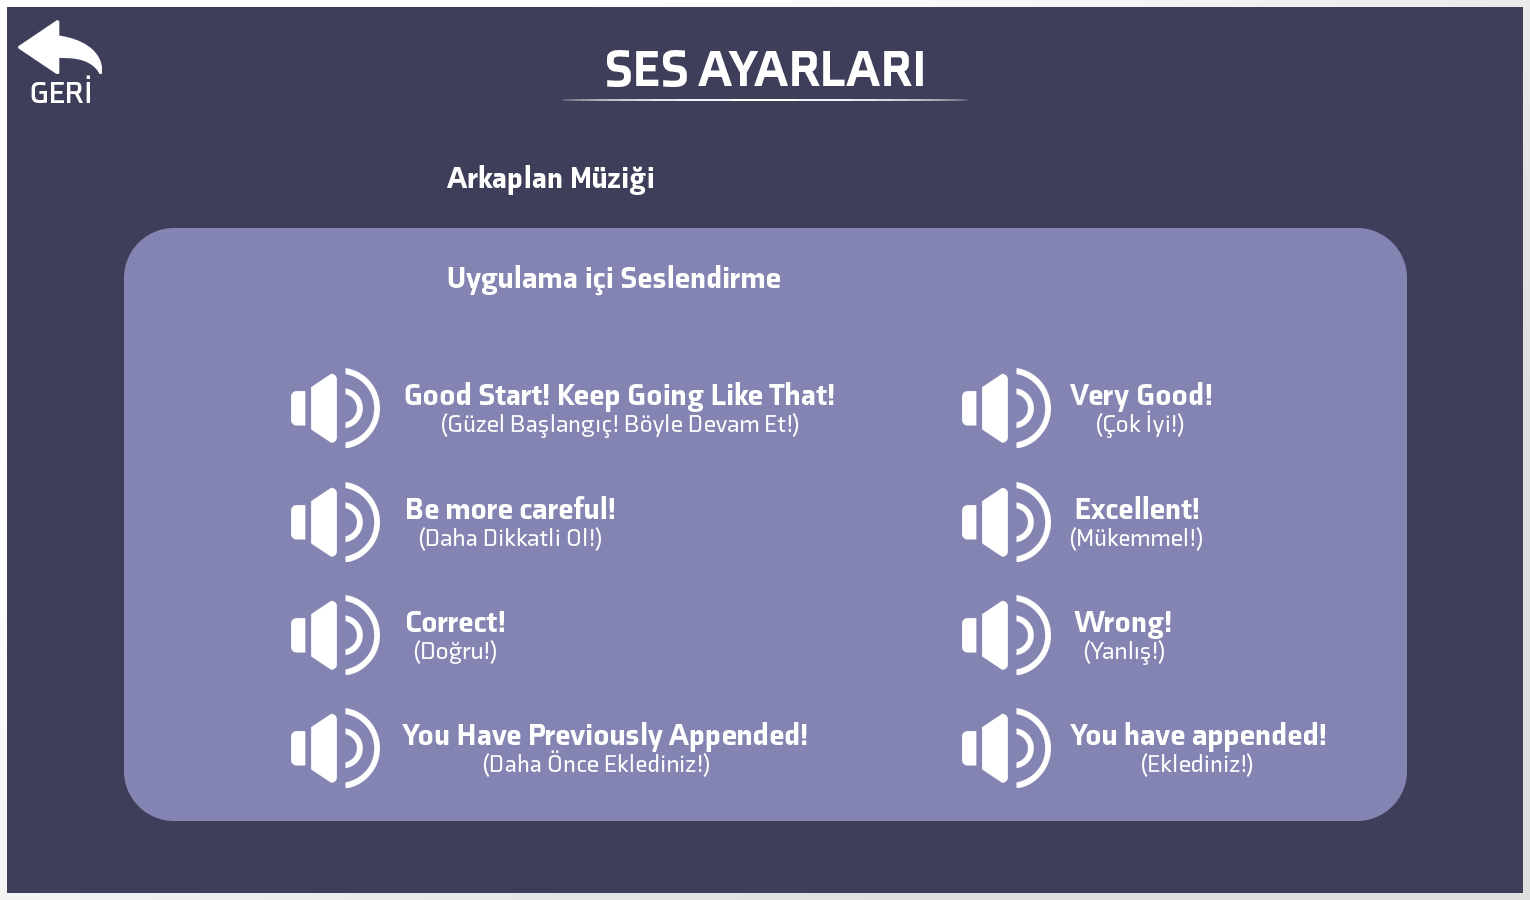 GERİ
SES AYARLARI
Arkaplan Müziği
Uygulama içi Seslendirme
Good Start! Keep Going Like That!
(Güzel Başlangıç! Böyle Devam Et!)
Very Good!
(Çok İyi!)
Be more careful!
(Daha Dikkatli Ol!)
Excellent!
(Mükemmel!)
Correct!
(Doğru!)
Wrong!
(Yanlış!)
You Have Previously Appended!
(Daha Önce Eklediniz!)
You have appended!
(Eklediniz!)